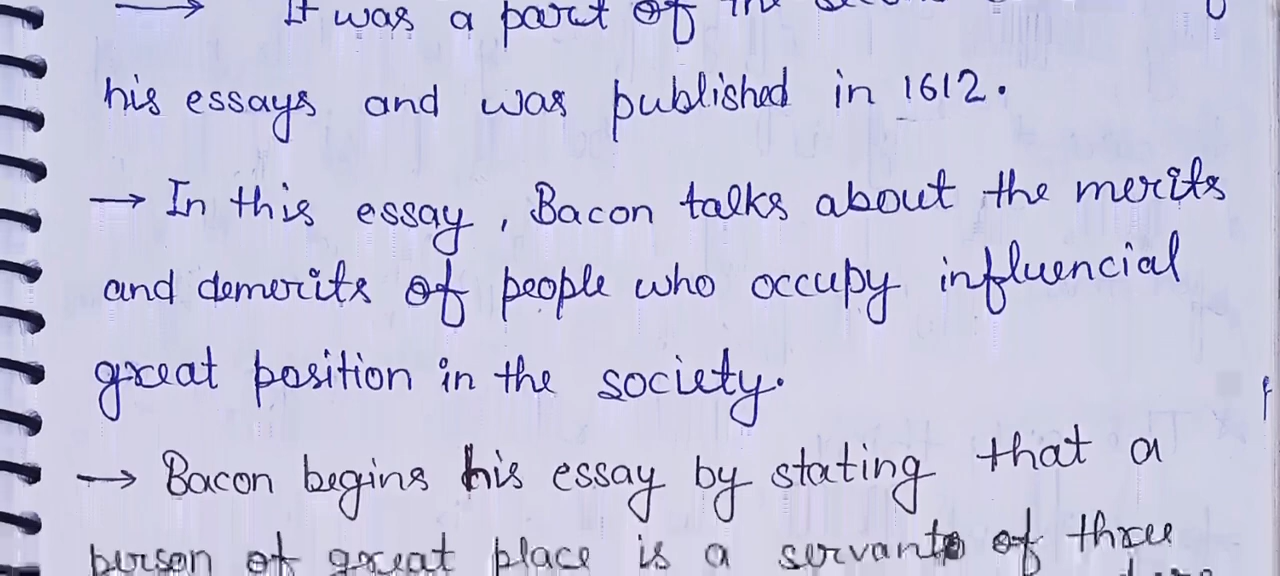 → It was a part of the
his essays and was published in 1612.
→ In this essay, Bacon talks about the merits
and demerits of people who occupy influencial
great position in the society.
→ Bacon begins his essay by stating that a
person of great place is a servant of three